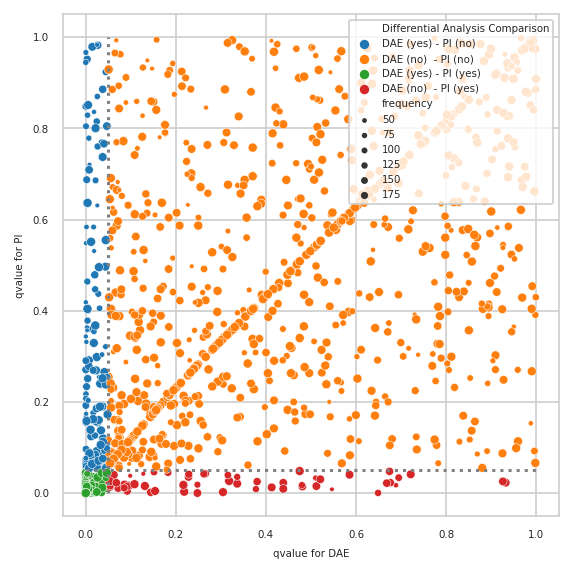 Differential Analysis Comparison
DAE (yes) - PI (no)
DAE (no)  - PI (no)
DAE (yes) - PI (yes)
DAE (no)  - PI (yes)
frequency
50
75
100
125
150
175
1.0
0.8
0.6
0.4
0.2
0.0
qvalue for PI
0.0 0.2 0.4 0.6 0.8 1.0
qvalue for DAE